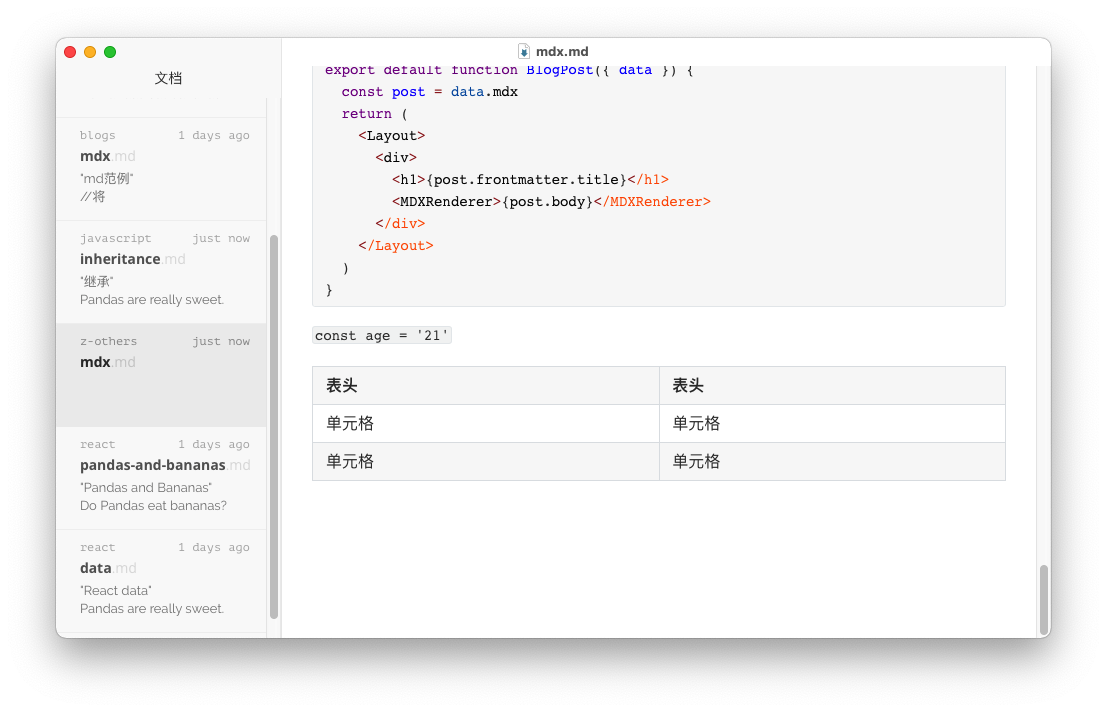 mdx.md
文档
blogs 1 days ago
mdx.md
"md范例"
//将
javascript just now
inheritance.md
"继承"
Pandas are really sweet.
z-others just now
mdx.md
react 1 days ago
pandas-and-bananas.md
"Pandas and Bananas"
Do Pandas eat bananas?
react 1 days ago
data.md
"React data"
Pandas are really sweet.
export default function BlogPost({ data }) {
  const post = data.mdx
  return (
    <Layout>
      <div>
        <h1>{post.frontmatter.title}</h1>
        <MDXRenderer>{post.body}</MDXRenderer>
      </div>
    </Layout>
  )
}
const age = '21'
表头 表头
单元格 单元格
单元格 单元格